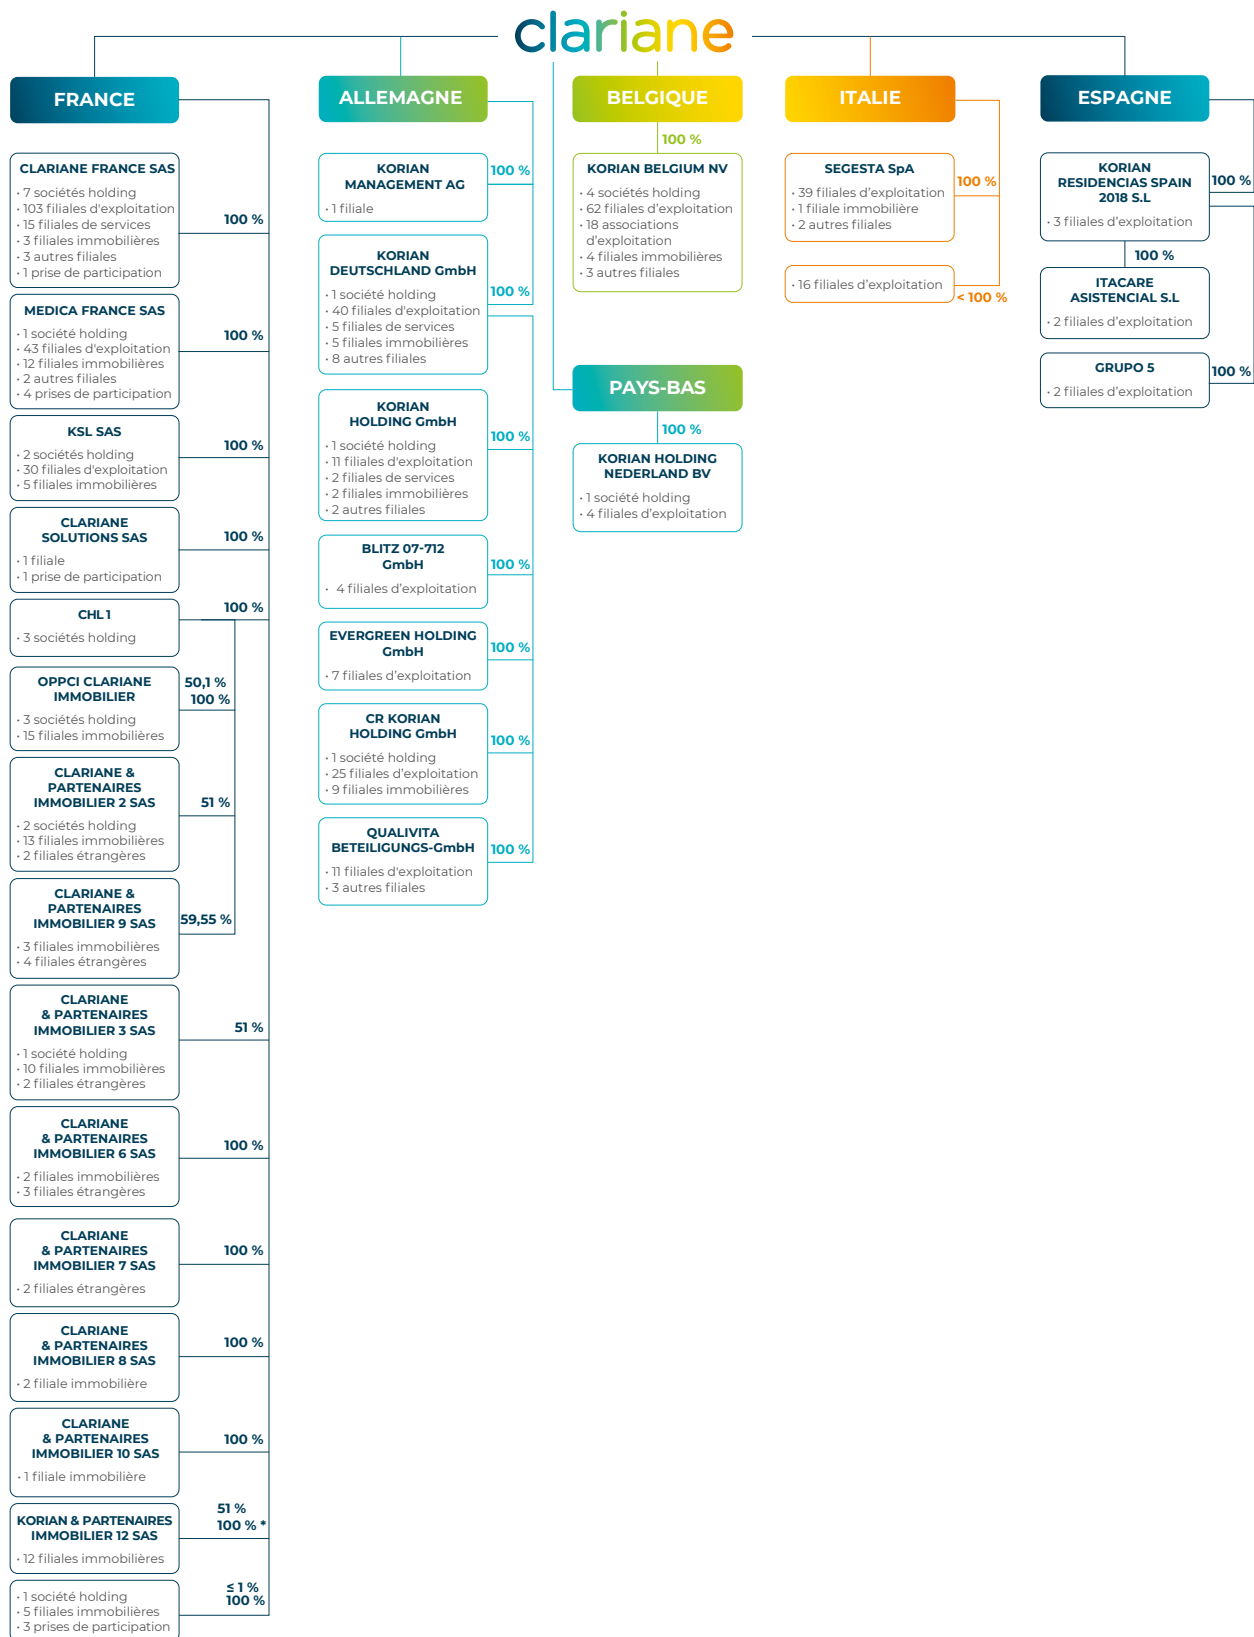 clariane
FRANCE
CLARIANE FRANCE SAS
• 7 sociétés holding
• 103 filiales d'exploitation
• 15 filiales de services
• 3 filiales immobilières
• 3 autres filiales
• 1 prise de participation
100 %
MEDICA FRANCE SAS
• 1 société holding
• 43 filiales d'exploitation
• 12 filiales immobilières
• 2 autres filiales
• 4 prises de participation
100 %
KSL SAS
• 2 sociétés holding
• 30 filiales d'exploitation
• 5 filiales immobilières
100 %
CLARIANE
SOLUTIONS SAS
• 1 filiale
• 1 prise de participation
100 %
CHL 1
• 3 sociétés holding
100 %
OPPCI CLARIANE
IMMOBILIER
• 3 sociétés holding
• 15 filiales immobilières
50,1 %
100 %
CLARIANE &
PARTENAIRES
IMMOBILIER 2 SAS
• 2 sociétés holding
• 13 filiales immobilières
• 2 filiales étrangères
51 %
CLARIANE &
PARTENAIRES
IMMOBILIER 9 SAS
• 3 filiales immobilières
• 4 filiales étrangères
59,55 %
CLARIANE
& PARTENAIRES
IMMOBILIER 3 SAS
• 1 société holding
• 10 filiales immobilières
• 2 filiales étrangères
51 %
CLARIANE
& PARTENAIRES
IMMOBILIER 6 SAS
• 2 filiales immobilières
• 3 filiales étrangères
100 %
CLARIANE
& PARTENAIRES
IMMOBILIER 7 SAS
• 2 filiales étrangères
100 %
CLARIANE
& PARTENAIRES
IMMOBILIER 8 SAS
• 2 filiale immobilière
100 %
CLARIANE
& PARTENAIRES
IMMOBILIER 10 SAS
• 1 filiale immobilière
100 %
KORIAN & PARTENAIRES
IMMOBILIER 12 SAS
• 12 filiales immobilières
51 %
100 % *
• 1 société holding
• 5 filiales immobilières
• 3 prises de participation
≤ 1 %
100 %
ALLEMAGNE
KORIAN
MANAGEMENT AG
• 1 filiale
100 %
KORIAN
DEUTSCHLAND GmbH
• 1 société holding
• 40 filiales d'exploitation
• 5 filiales de services
• 5 filiales immobilières
• 8 autres filiales
100 %
KORIAN
HOLDING GmbH
• 1 société holding
• 11 filiales d'exploitation
• 2 filiales de services
• 2 filiales immobilières
• 2 autres filiales
100 %
BLITZ 07-712
GmbH
• 4 filiales d’exploitation
100 %
EVERGREEN HOLDING
GmbH
• 7 filiales d’exploitation
100 %
CR KORIAN
HOLDING GmbH
• 1 société holding
• 25 filiales d’exploitation
• 9 filiales immobilières
100 %
QUALIVITA
BETEILIGUNGS-GmbH
• 11 filiales d'exploitation
• 3 autres filiales
100 %
BELGIQUE
100 %
KORIAN BELGIUM NV
• 4 sociétés holding
• 62 filiales d’exploitation
• 18 associations
d’exploitation
• 4 filiales immobilières
• 3 autres filiales
PAYS-BAS
100 %
KORIAN HOLDING
NEDERLAND BV
• 1 société holding
• 4 filiales d’exploitation
ITALIE
SEGESTA SpA
• 39 filiales d’exploitation
• 1 filiale immobilière
• 2 autres filiales
100 %
• 16 filiales d’exploitation
< 100 %
ESPAGNE
KORIAN
RESIDENCIAS SPAIN
2018 S.L
• 3 filiales d’exploitation
100 %
100 %
ITACARE
ASISTENCIAL S.L
• 2 filiales d’exploitation
GRUPO 5
• 2 filiales d’exploitation
100 %